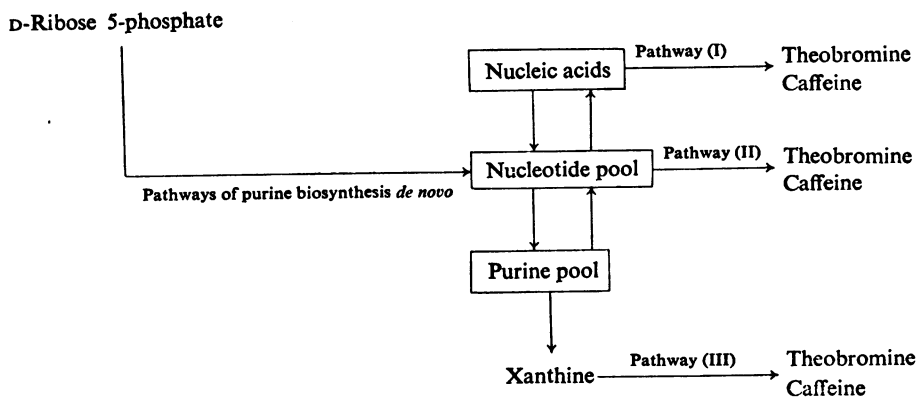 D-Ribose 5-phosphate
Nucleic acids
Pathway (I)
Theobromine
Caffeine
Pathways of purine biosynthesis de novo
Nucleotide pool
Pathway (II)
Theobromine
Caffeine
Purine pool
Xanthine
Pathway (III)
Theobromine
Caffeine